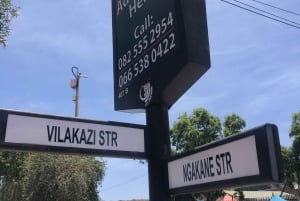 Call:
082 555 2954
066 538 0422
VILAKAZI STR
NGAKANE STR